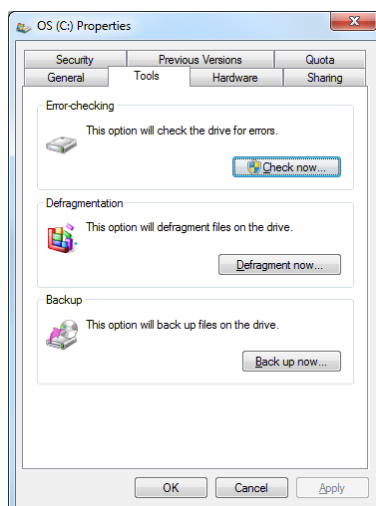 OS (C:) Properties
Security Previous Versions Quota
General Tools Hardware Sharing
Error-checking
This option will check the drive for errors.
Check now...
Defragmentation
This option will defragment files on the drive.
Defragment now...
Backup
This option will back up files on the drive.
Back up now...
OK Cancel Apply